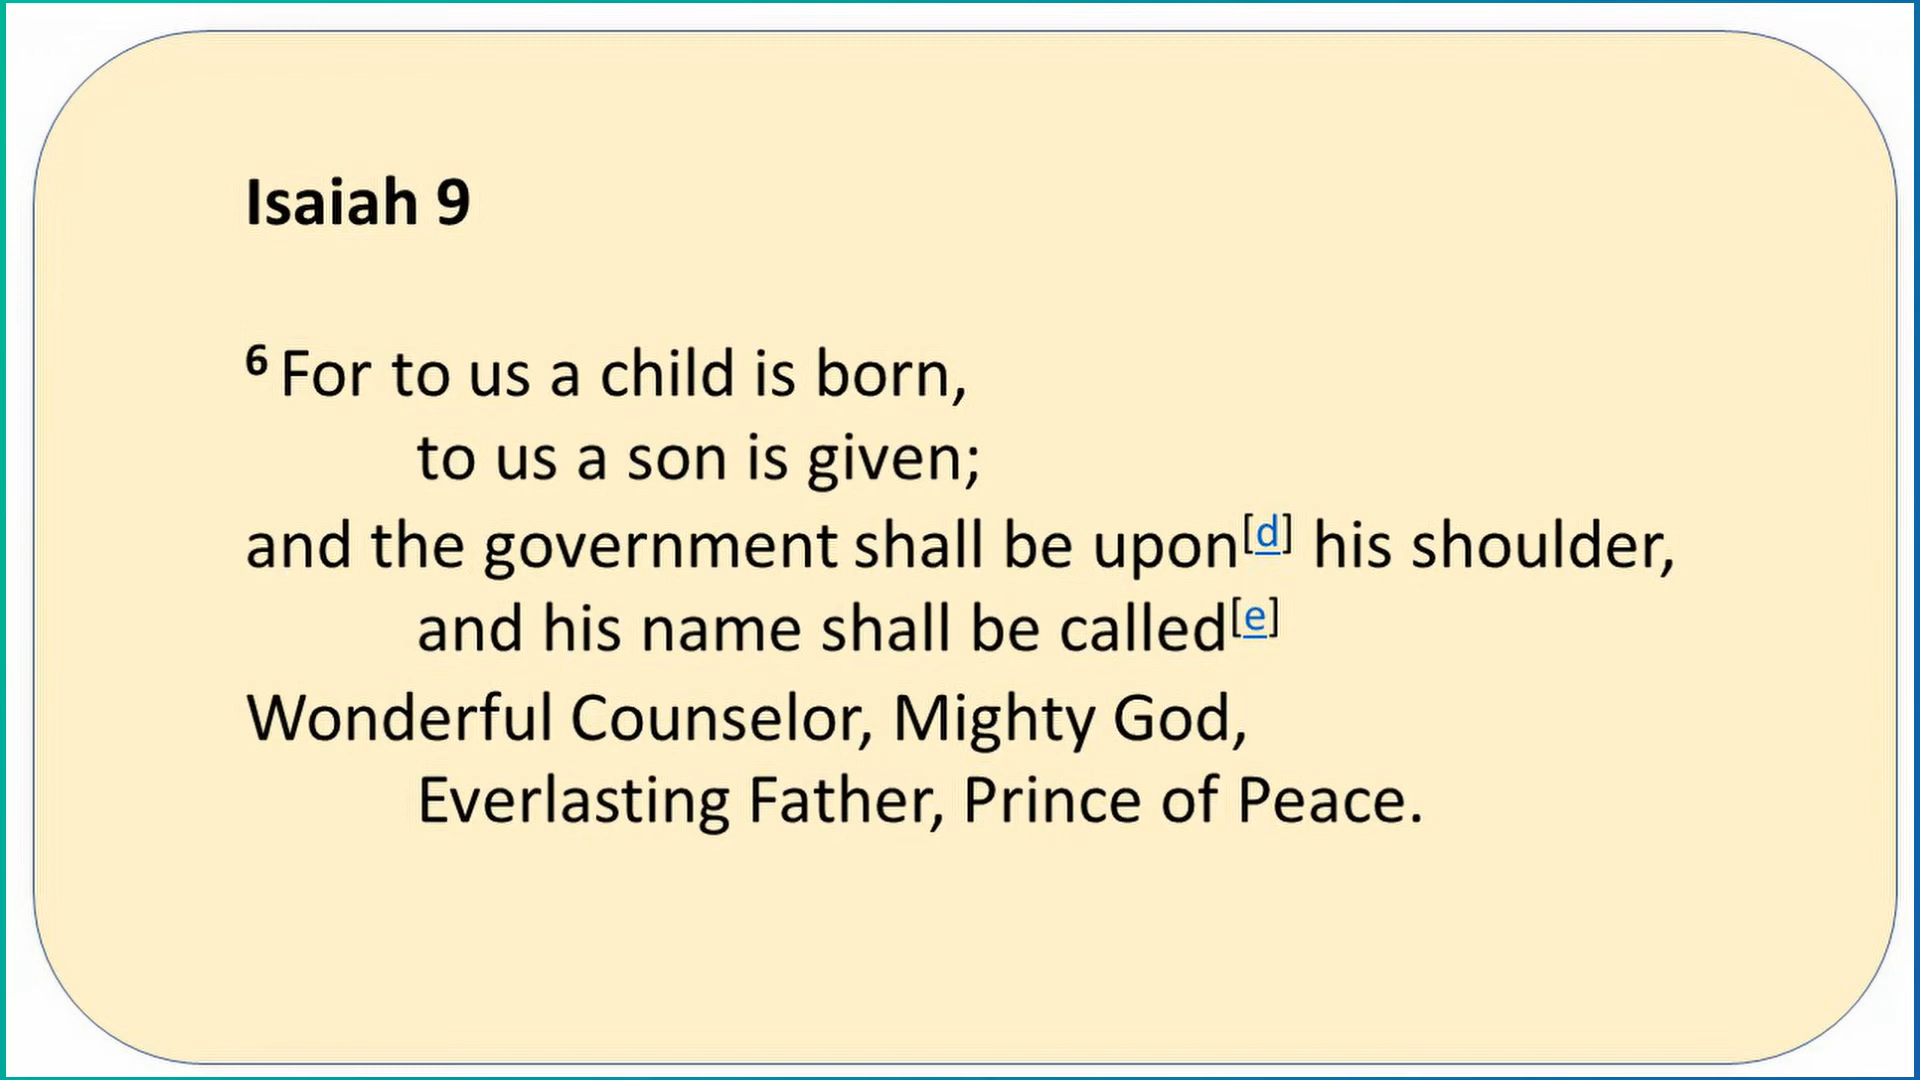 Isaiah 9
6 For to us a child is born,
to us a son is given;
and the government shall be upon[d] his shoulder,
and his name shall be called[e]
Wonderful Counselor, Mighty God,
Everlasting Father, Prince of Peace.